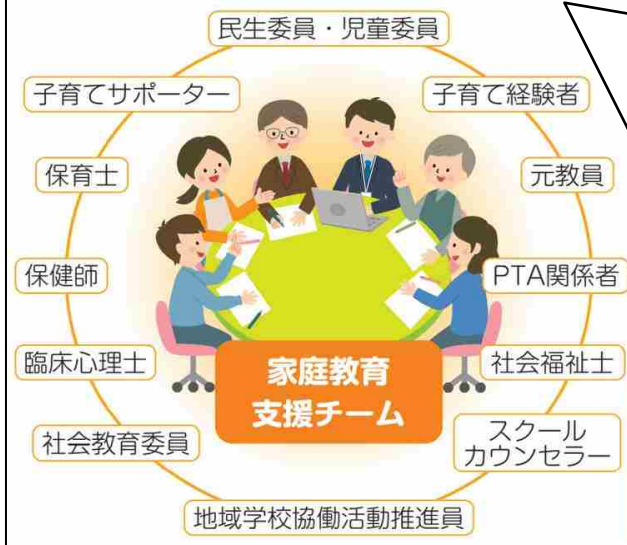 民生委員・児童委員
子育てサポーター
子育て経験者
保育士
元教員
保健師
PTA関係者
臨床心理士
社会福祉士
家庭教育
支援チーム
社会教育委員
スクール
カウンセラー
地域学校協働活動推進員